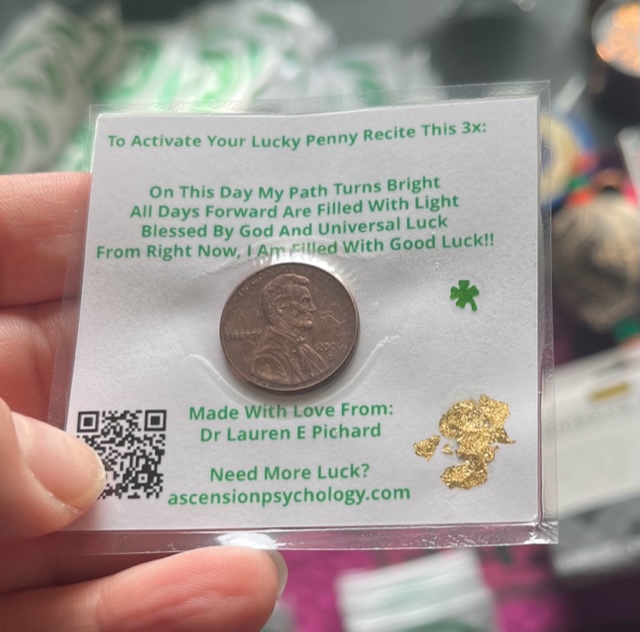 To Activate Your Lucky Penny Recite This 3x:
On This Day My Path Turns Bright
All Days Forward Are Filled With Light
Blessed By God And Universal Luck
From Right Now, I Am Filled With Good Luck!!
LIBERTY
Made With Love From:
Dr Lauren E Pichard
Need More Luck?
ascensionpsychology.com